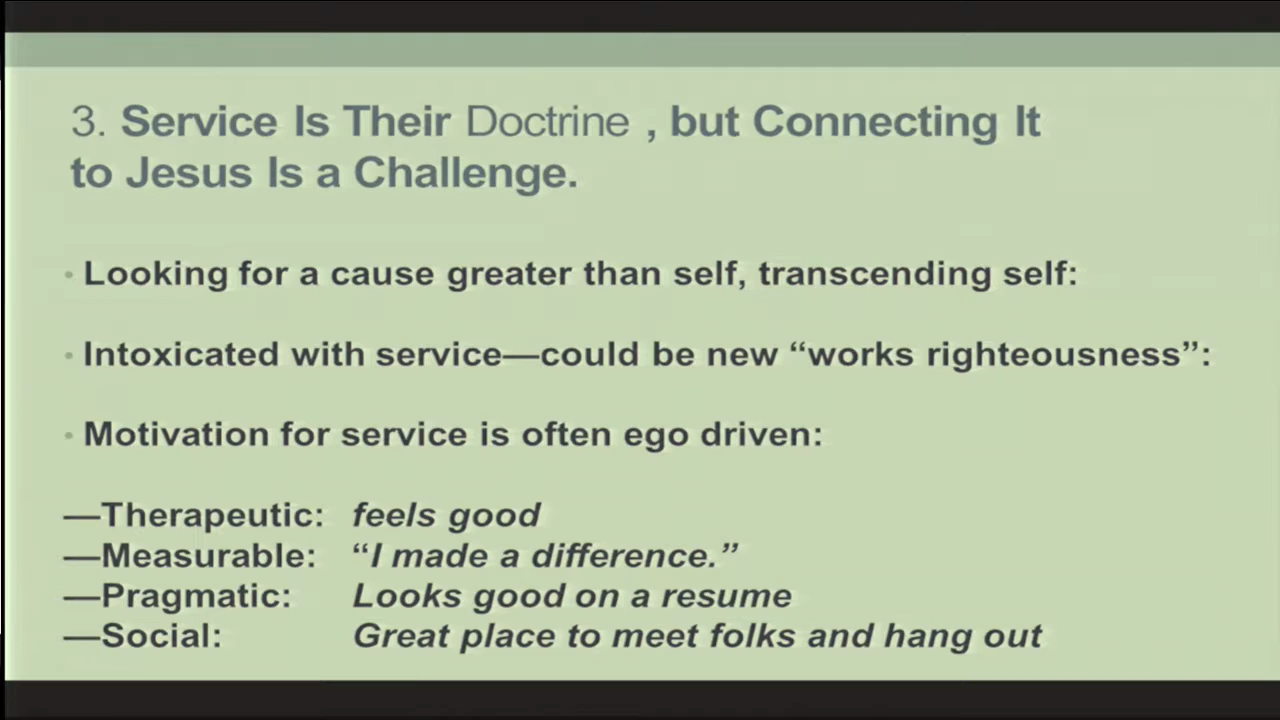 3. Service Is Their Doctrine , but Connecting It
to Jesus Is a Challenge.
• Looking for a cause greater than self, transcending self:
• Intoxicated with service—could be new “works righteousness”:
• Motivation for service is often ego driven:
—Therapeutic: feels good
—Measurable: “I made a difference.”
—Pragmatic: Looks good on a resume
—Social: Great place to meet folks and hang out